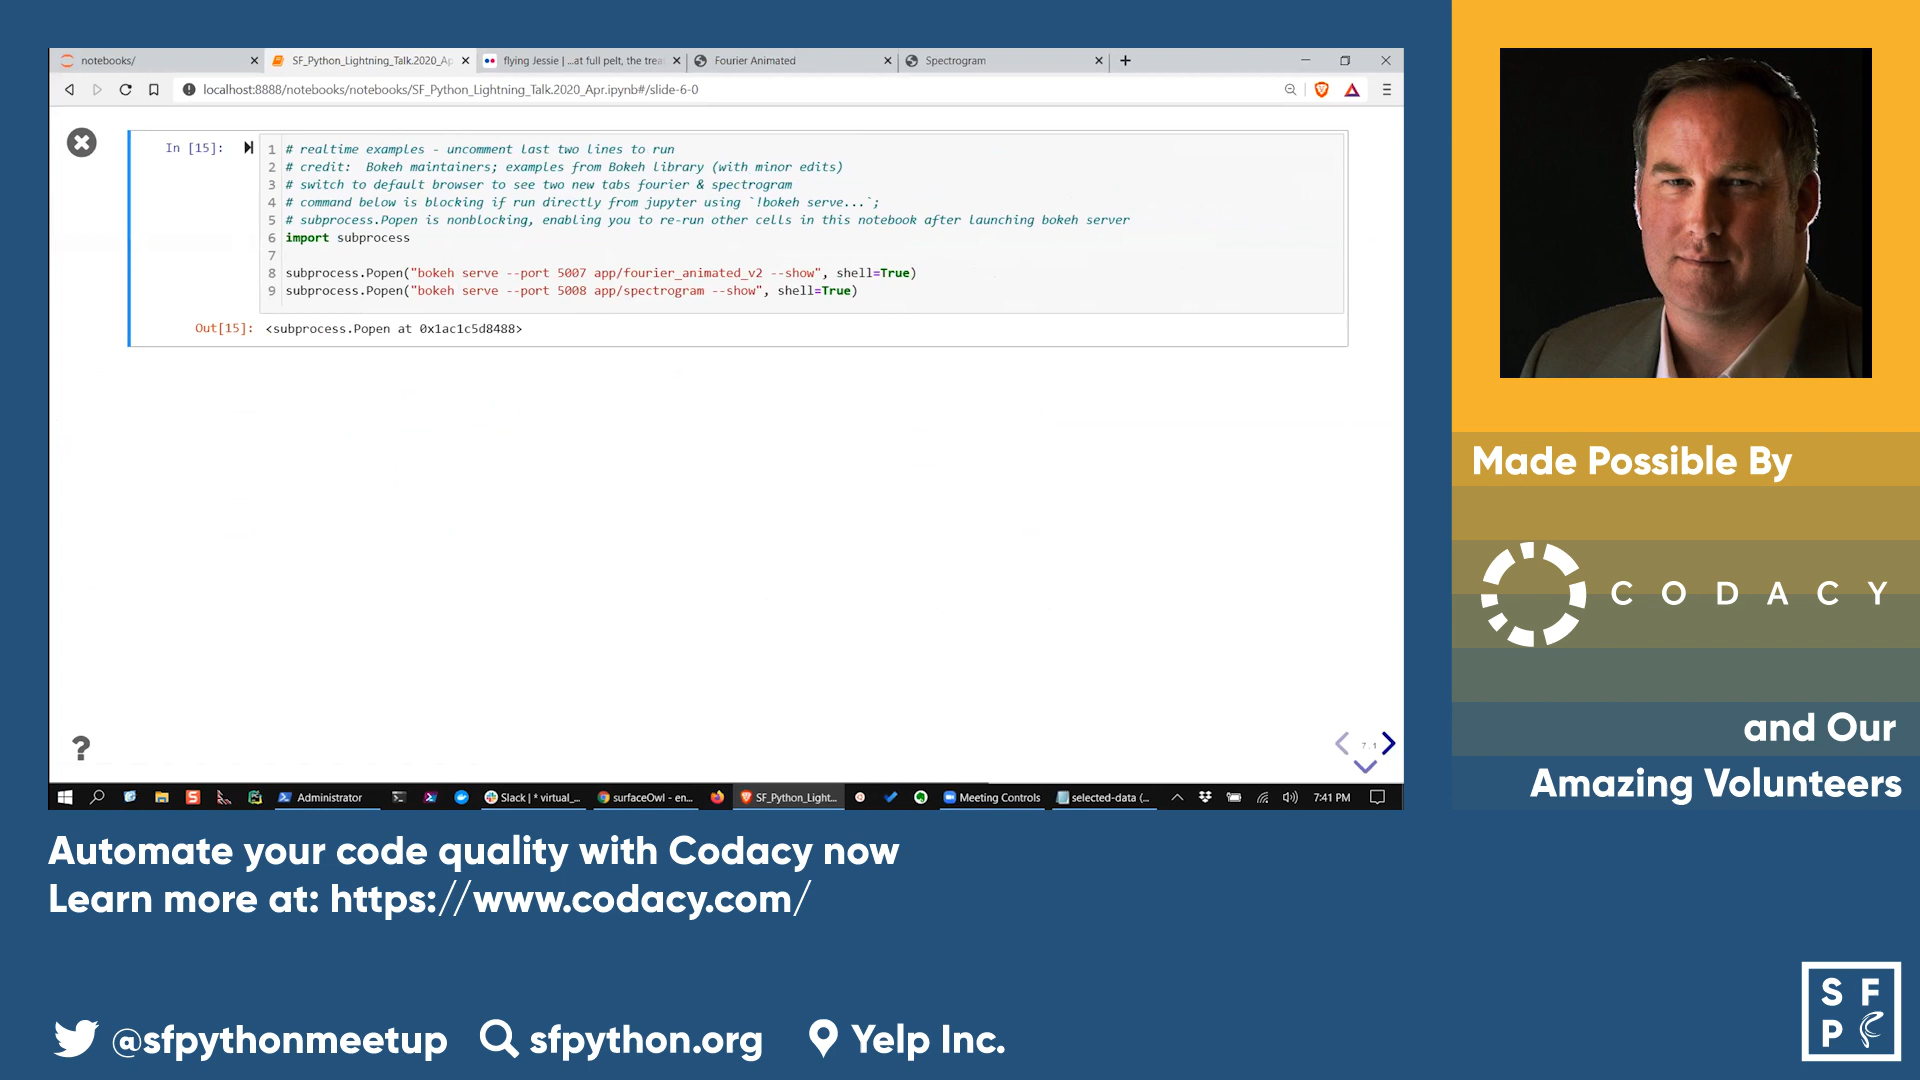 notebooks/
SF_Python_Lightning_Talk.2020_Ap
flying Jessie | ...at full pelt, the trea
Fourier Animated
Spectrogram
localhost:8888/notebooks/notebooks/SF_Python_Lightning_Talk.2020_Apr.ipynb#/slide-6-0
In [15]:
1 # realtime examples - uncomment last two lines to run
2 # credit:  Bokeh maintainers; examples from Bokeh library (with minor edits)
3 # switch to default browser to see two new tabs fourier & spectrogram
4 # command below is blocking if run directly from jupyter using `!bokeh serve...`;
5 # subprocess.Popen is nonblocking, enabling you to re-run other cells in this notebook after launching bokeh server
6 import subprocess
7
8 subprocess.Popen("bokeh serve --port 5007 app/fourier_animated_v2 --show", shell=True)
9 subprocess.Popen("bokeh serve --port 5008 app/spectrogram --show", shell=True)
Out[15]: <subprocess.Popen at 0x1ac1c5d8488>
?
7.1
Administrator
Slack | * virtual_...
surfaceOwl - en...
SF_Python_Light...
Meeting Controls
selected-data (...
7:41 PM
Made Possible By
CODACY
and Our
Amazing Volunteers
Automate your code quality with Codacy now
Learn more at: https://www.codacy.com/
@sfpythonmeetup
sfpython.org
Yelp Inc.
S F
P